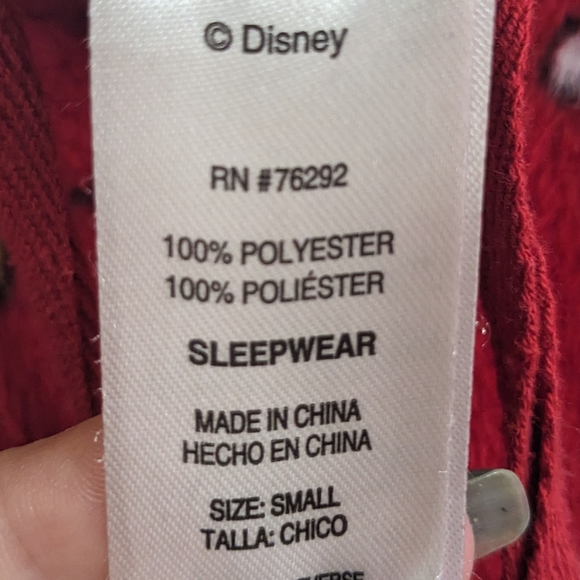 © Disney
RN #76292
100% POLYESTER
100% POLIÉSTER
SLEEPWEAR
MADE IN CHINA
HECHO EN CHINA
SIZE: SMALL
TALLA: CHICO